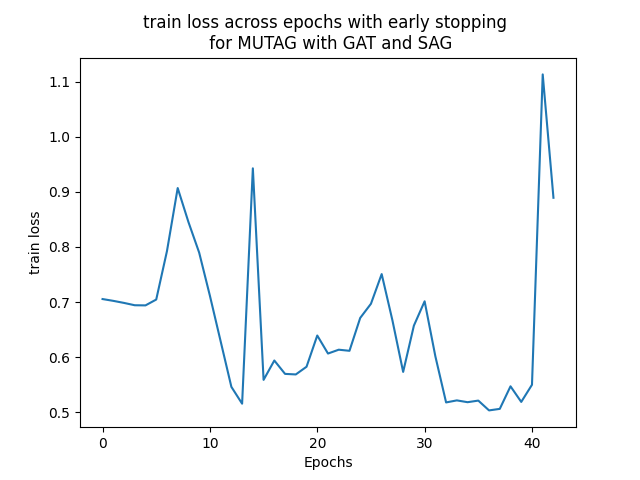 train loss across epochs with early stopping
for MUTAG with GAT and SAG
1.1
1.0
0.9
0.8
0.7
0.6
0.5
train loss
0 10 20 30 40
Epochs